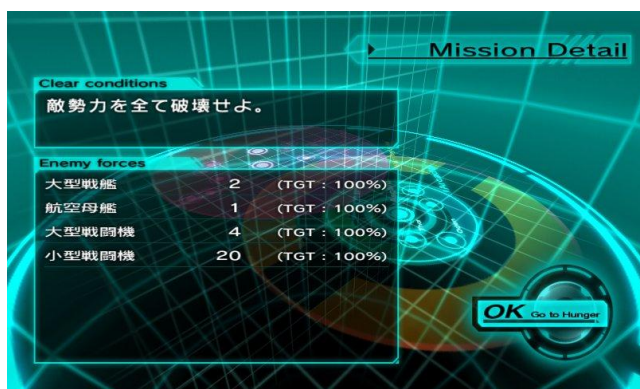 Mission Detail
Clear conditions
敵勢力を全て破壊せよ。
Enemy forces
大型戦艦 2 (TGT : 100%)
航空母艦 1 (TGT : 100%)
大型戦闘機 4 (TGT : 100%)
小型戦闘機 20 (TGT : 100%)
OK Go to Hunger